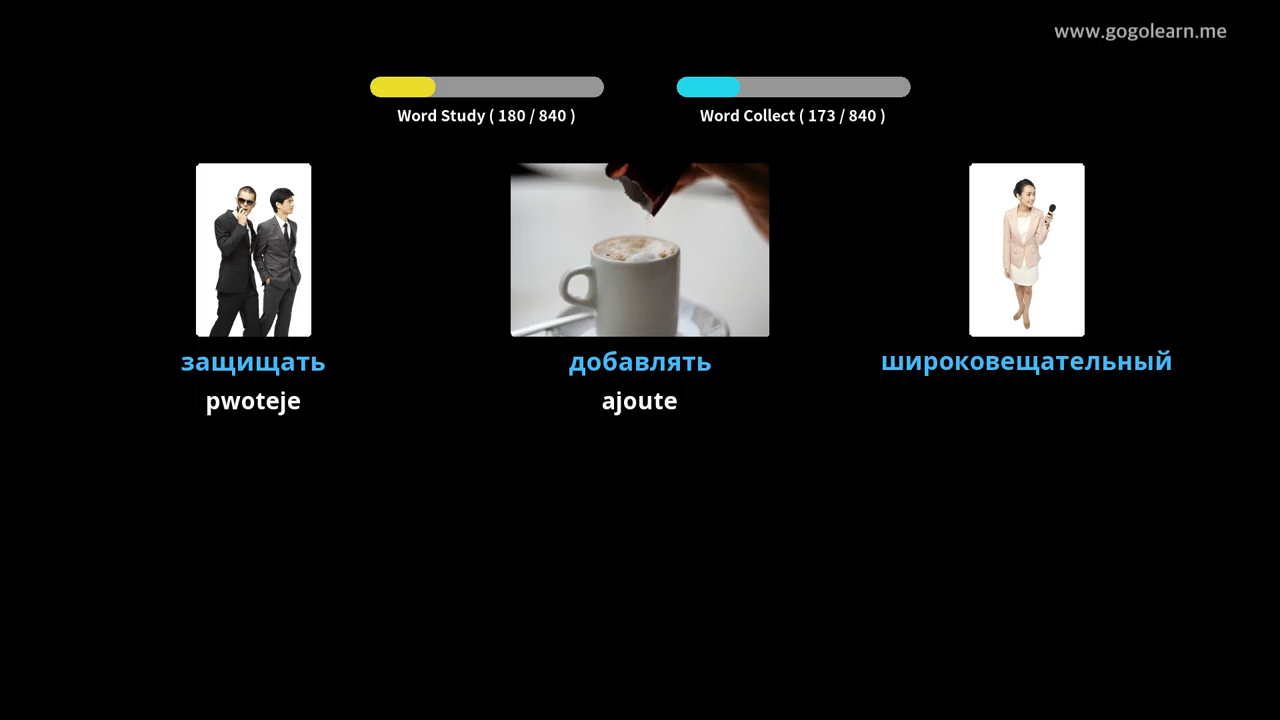 www.gogolearn.me
Word Study ( 180 / 840 )
Word Collect ( 173 / 840 )
защищать
добавлять
широковещательный
pwoteje
ajoute